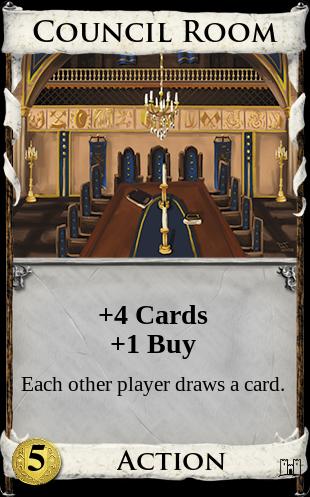 COUNCIL ROOM
+4 Cards
+1 Buy
Each other player draws a card.
5
ACTION